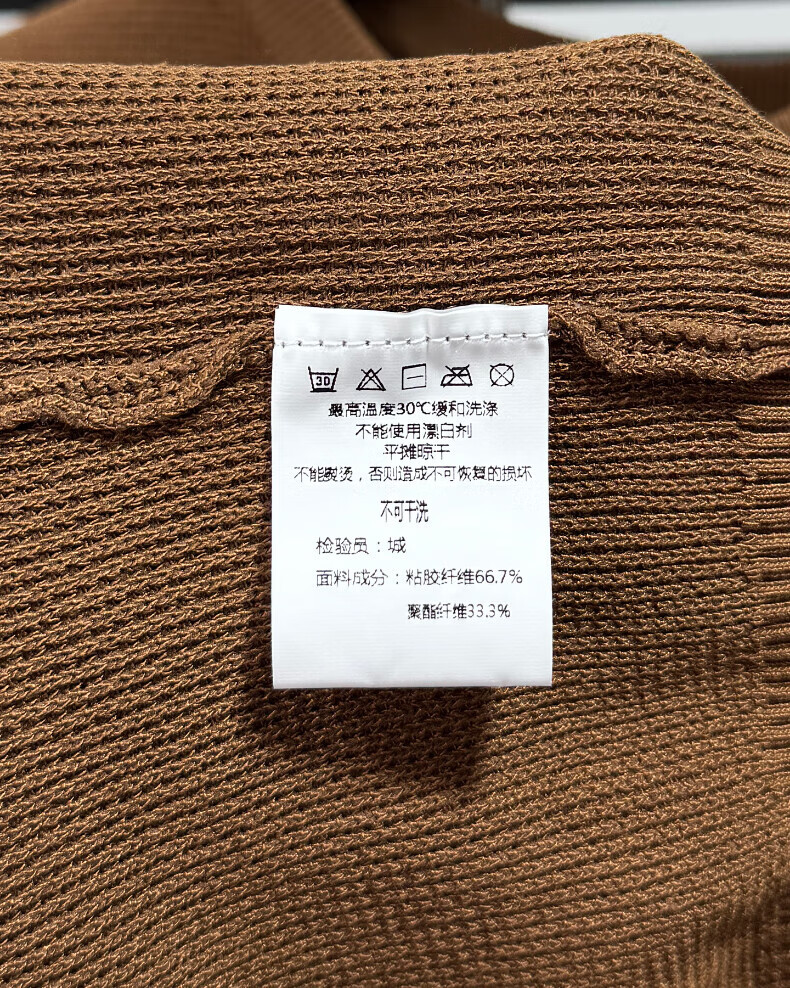 30
最高温度30℃缓和洗涤
不能使用漂白剂
平摊晾干
不能熨烫，否则造成不可恢复的损坏
不可干洗
检验员：城
面料成分：粘胶纤维66.7%
聚酯纤维33.3%